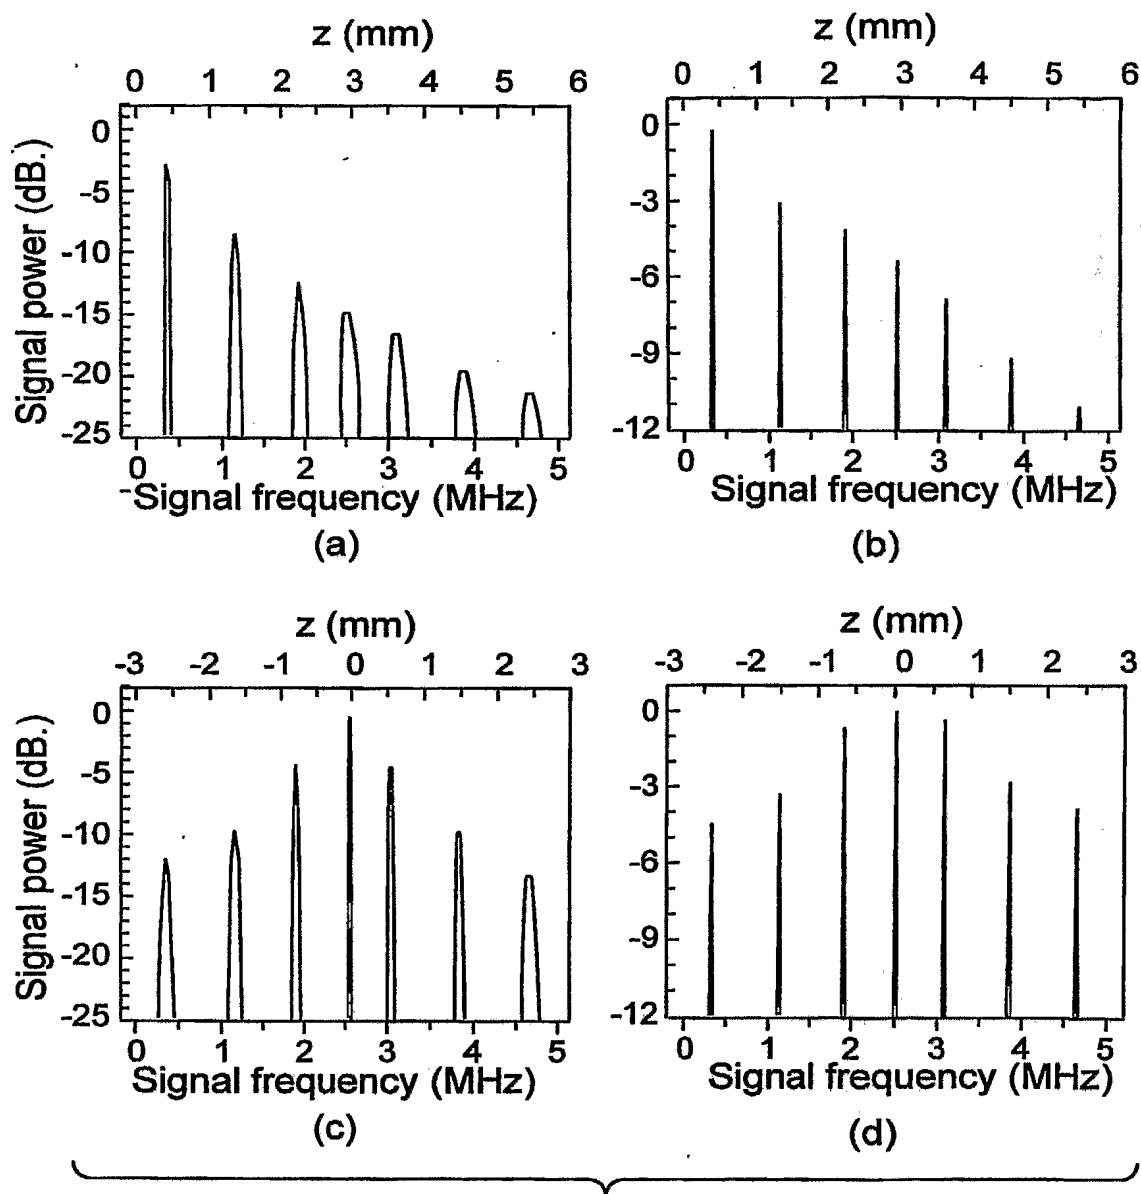 z (mm)
0 1 2 3 4 5 6
Signal power (dB.)
0
-5
-10
-15
-20
-25
0 1 2 3 4 5
Signal frequency (MHz)
(a)
z (mm)
0 1 2 3 4 5 6
0
-3
-6
-9
-12
0 1 2 3 4 5
Signal frequency (MHz)
(b)
z (mm)
-3 -2 -1 0 1 2 3
Signal power (dB.)
0
-5
-10
-15
-20
-25
0 1 2 3 4 5
Signal frequency (MHz)
(c)
z (mm)
-3 -2 -1 0 1 2 3
0
-3
-6
-9
-12
0 1 2 3 4 5
Signal frequency (MHz)
(d)